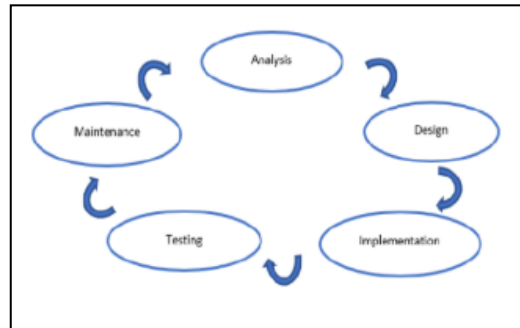 Analysis
Design
Implementation
Testing
Maintenance